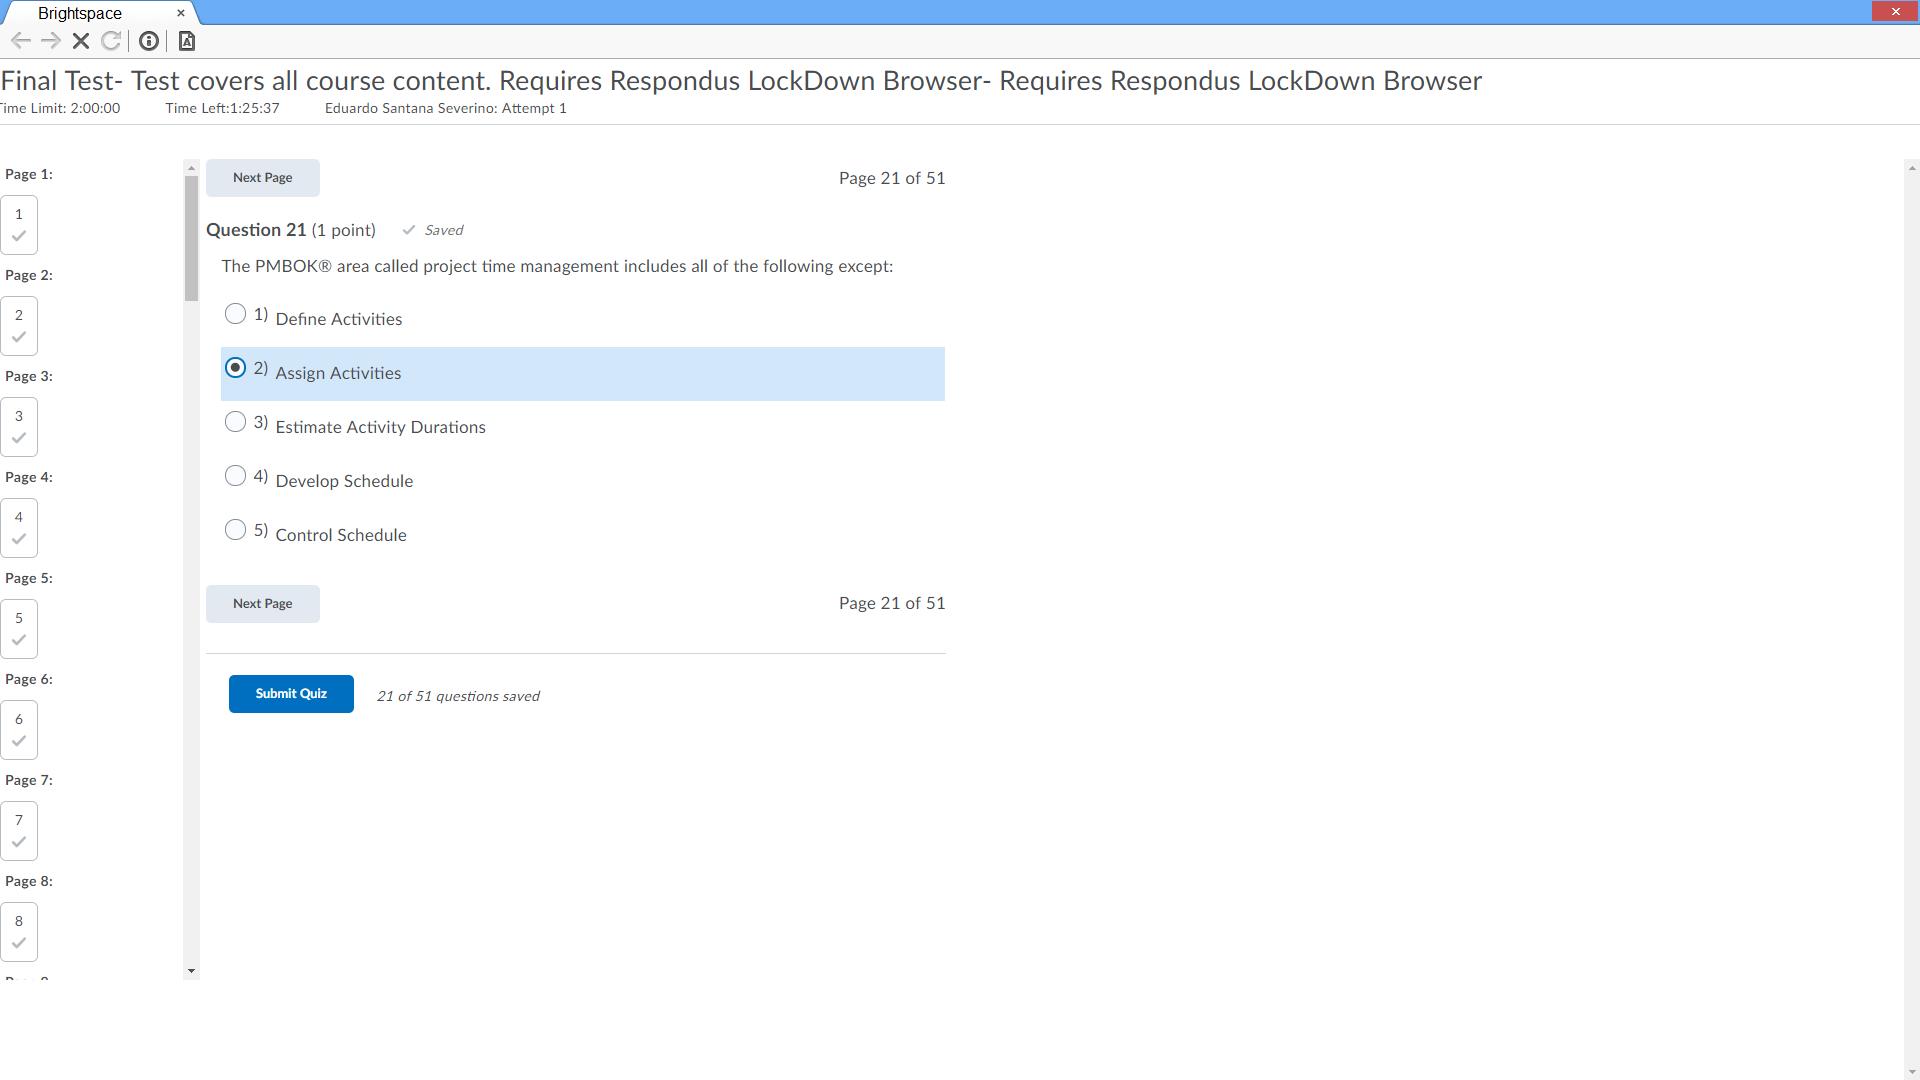 Brightspace
Final Test- Test covers all course content. Requires Respondus LockDown Browser- Requires Respondus LockDown Browser
Time Limit: 2:00:00 Time Left:1:25:37 Eduardo Santana Severino: Attempt 1
Page 1:
1
Page 2:
2
Page 3:
3
Page 4:
4
Page 5:
5
Page 6:
6
Page 7:
7
Page 8:
8
Next Page Page 21 of 51
Question 21 (1 point) Saved
The PMBOK® area called project time management includes all of the following except:
1) Define Activities
2) Assign Activities
3) Estimate Activity Durations
4) Develop Schedule
5) Control Schedule
Next Page Page 21 of 51
Submit Quiz 21 of 51 questions saved